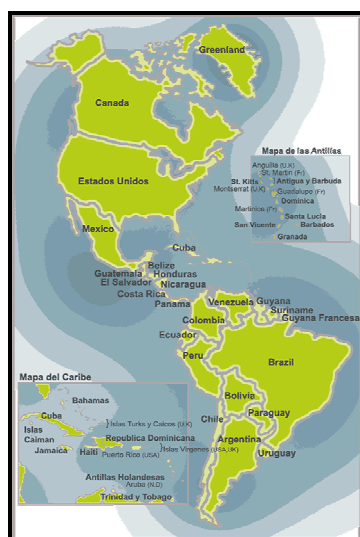 Greenland
Canada
Estados Unidos
Mexico
Mapa de las Antillas
Anguilla (U.K)
St. Martin (Fr)
St. Kitts
Antigua y Barbuda
Montserrat (U.K)
Guadalupe (Fr)
Dominica
Martinica (Fr)
Santa Lucia
San Vicente
Barbados
Granada
Cuba
Belize
Guatemala
Honduras
El Salvador
Nicaragua
Costa Rica
Panama
Venezuela
Guyana
Suriname
Guyana Francesa
Colombia
Ecuador
Peru
Brazil
Bolivia
Paraguay
Chile
Argentina
Uruguay
Mapa del Caribe
Bahamas
Cuba
Islas Turks y Caicos (U.K)
Islas
Caiman
Republica Dominicana
Jamaica
Haiti
Puerto Rico (USA)
Islas Virgenes (USA,UK)
Antillas Holandesas
Aruba (N.D)
Trinidad y Tobago